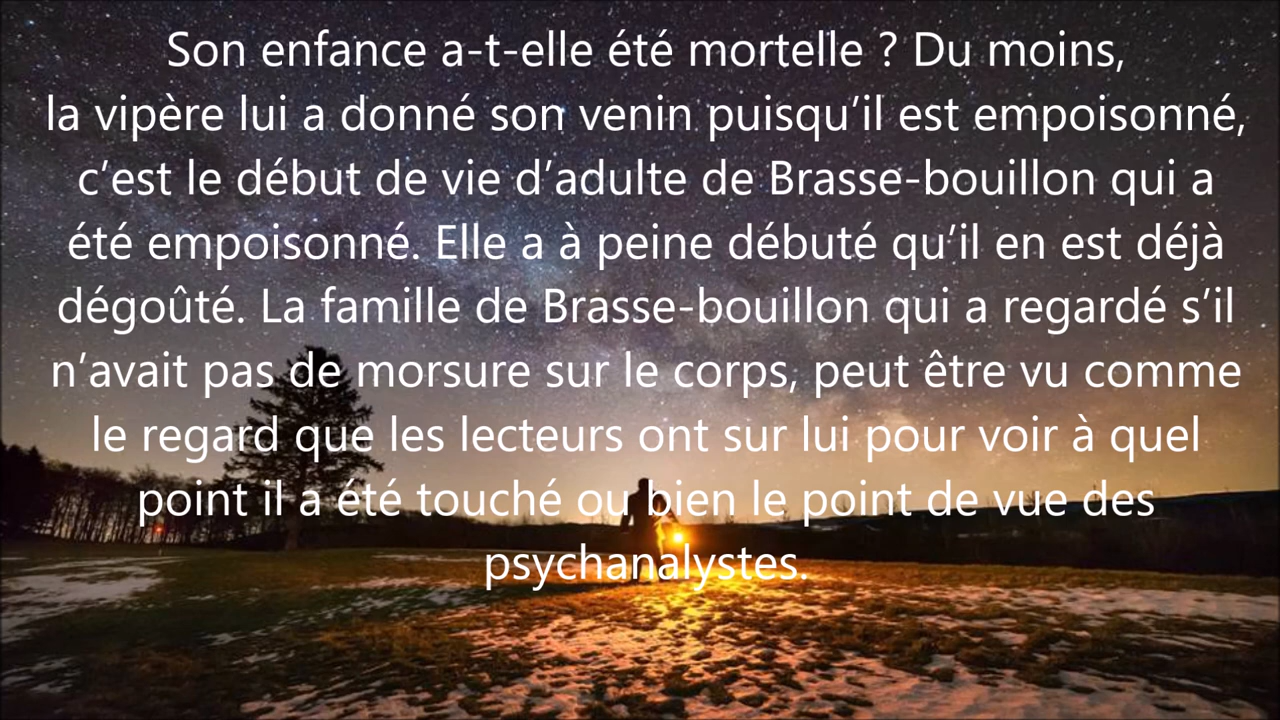 Son enfance a-t-elle été mortelle ? Du moins,
la vipère lui a donné son venin puisqu’il est empoisonné,
c’est le début de vie d’adulte de Brasse-bouillon qui a
été empoisonné. Elle a à peine débuté qu’il en est déjà
dégoûté. La famille de Brasse-bouillon qui a regardé s’il
n’avait pas de morsure sur le corps, peut être vu comme
le regard que les lecteurs ont sur lui pour voir à quel
point il a été touché ou bien le point de vue des
psychanalystes.